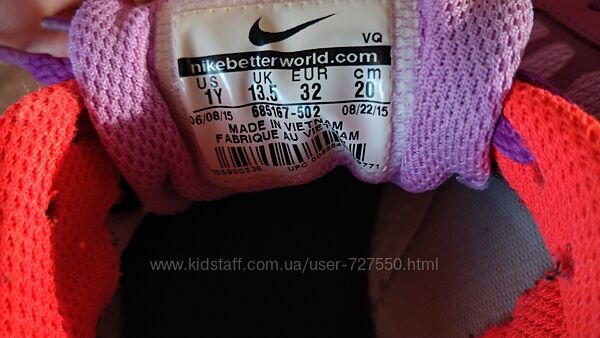 VQ
nikebetterworld.com
US UK EUR cm
1Y 13.5 32 20
06/08/15 685167-502 08/22/15
MADE IN VIETNAM
FABRIQUE AU VIETNAM
UPC
www.kidstaff.com.ua/user-727550.html